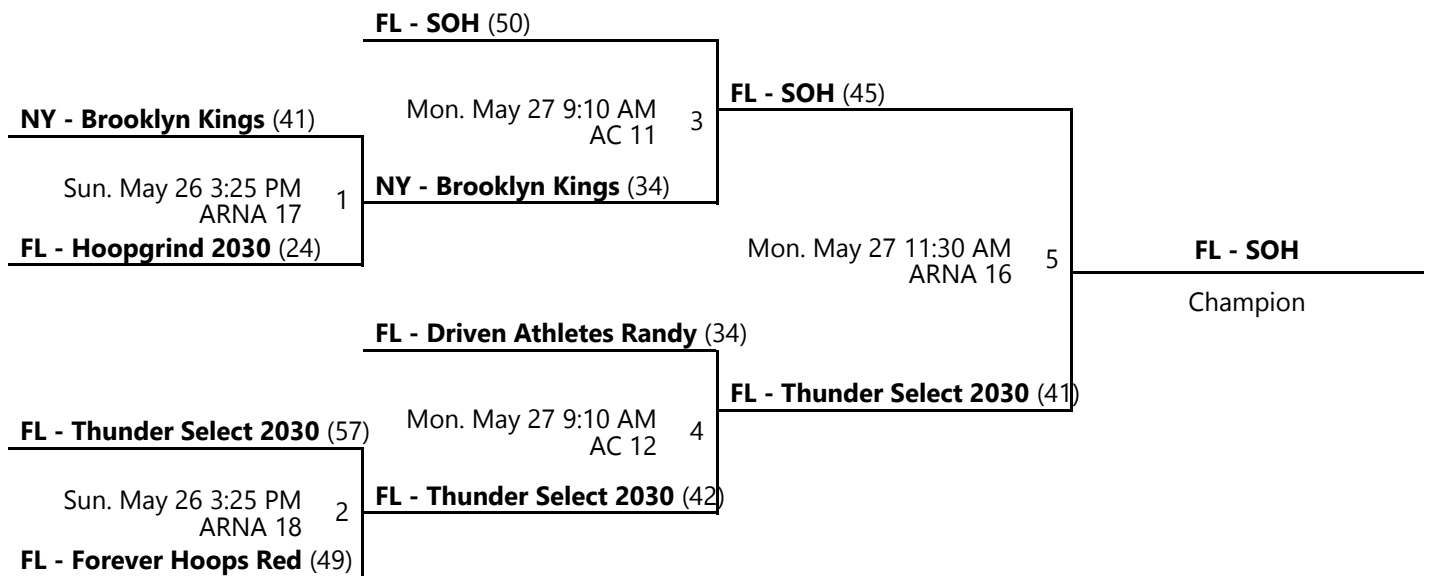 FL - SOH (50)
Mon. May 27 9:10 AM
AC 11
3
FL - SOH (45)
NY - Brooklyn Kings (41)
Sun. May 26 3:25 PM
ARNA 17
1
NY - Brooklyn Kings (34)
FL - Hoopgrind 2030 (24)
Mon. May 27 11:30 AM
ARNA 16
5
FL - SOH
Champion
FL - Driven Athletes Randy (34)
Mon. May 27 9:10 AM
AC 12
4
FL - Thunder Select 2030 (41)
FL - Thunder Select 2030 (57)
Sun. May 26 3:25 PM
ARNA 18
2
FL - Thunder Select 2030 (42)
FL - Forever Hoops Red (49)